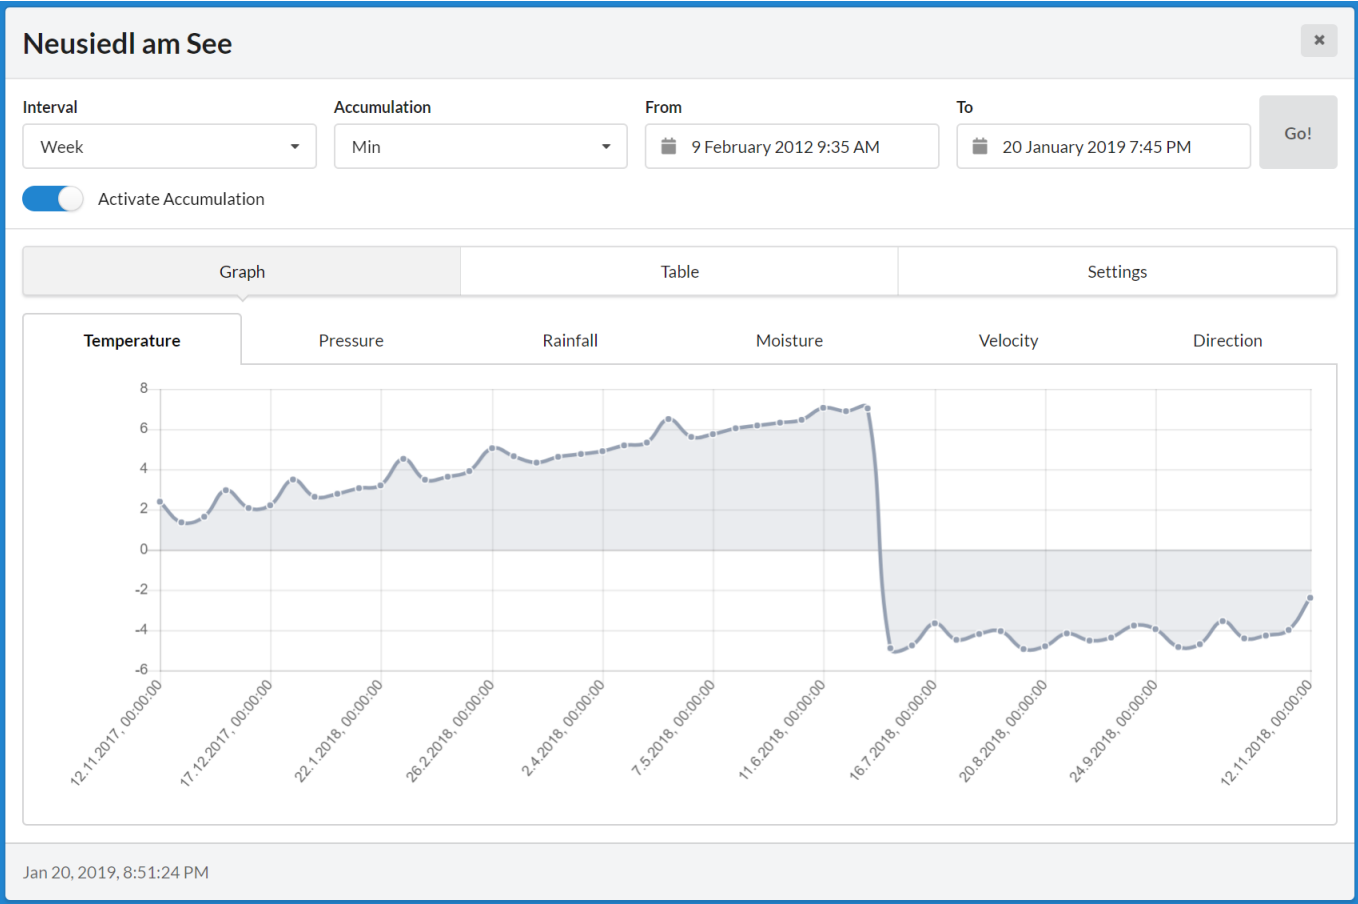 Neusiedl am See
Interval
Accumulation
From
To
Week
Min
9 February 2012 9:35 AM
20 January 2019 7:45 PM
Go!
Activate Accumulation
Graph
Table
Settings
Temperature
Pressure
Rainfall
Moisture
Velocity
Direction
8
6
4
2
0
-2
-4
-6
12.11.2017, 00:00:00
17.12.2017, 00:00:00
22.1.2018, 00:00:00
26.2.2018, 00:00:00
2.4.2018, 00:00:00
7.5.2018, 00:00:00
11.6.2018, 00:00:00
16.7.2018, 00:00:00
20.8.2018, 00:00:00
24.9.2018, 00:00:00
12.11.2018, 00:00:00
Jan 20, 2019, 8:51:24 PM